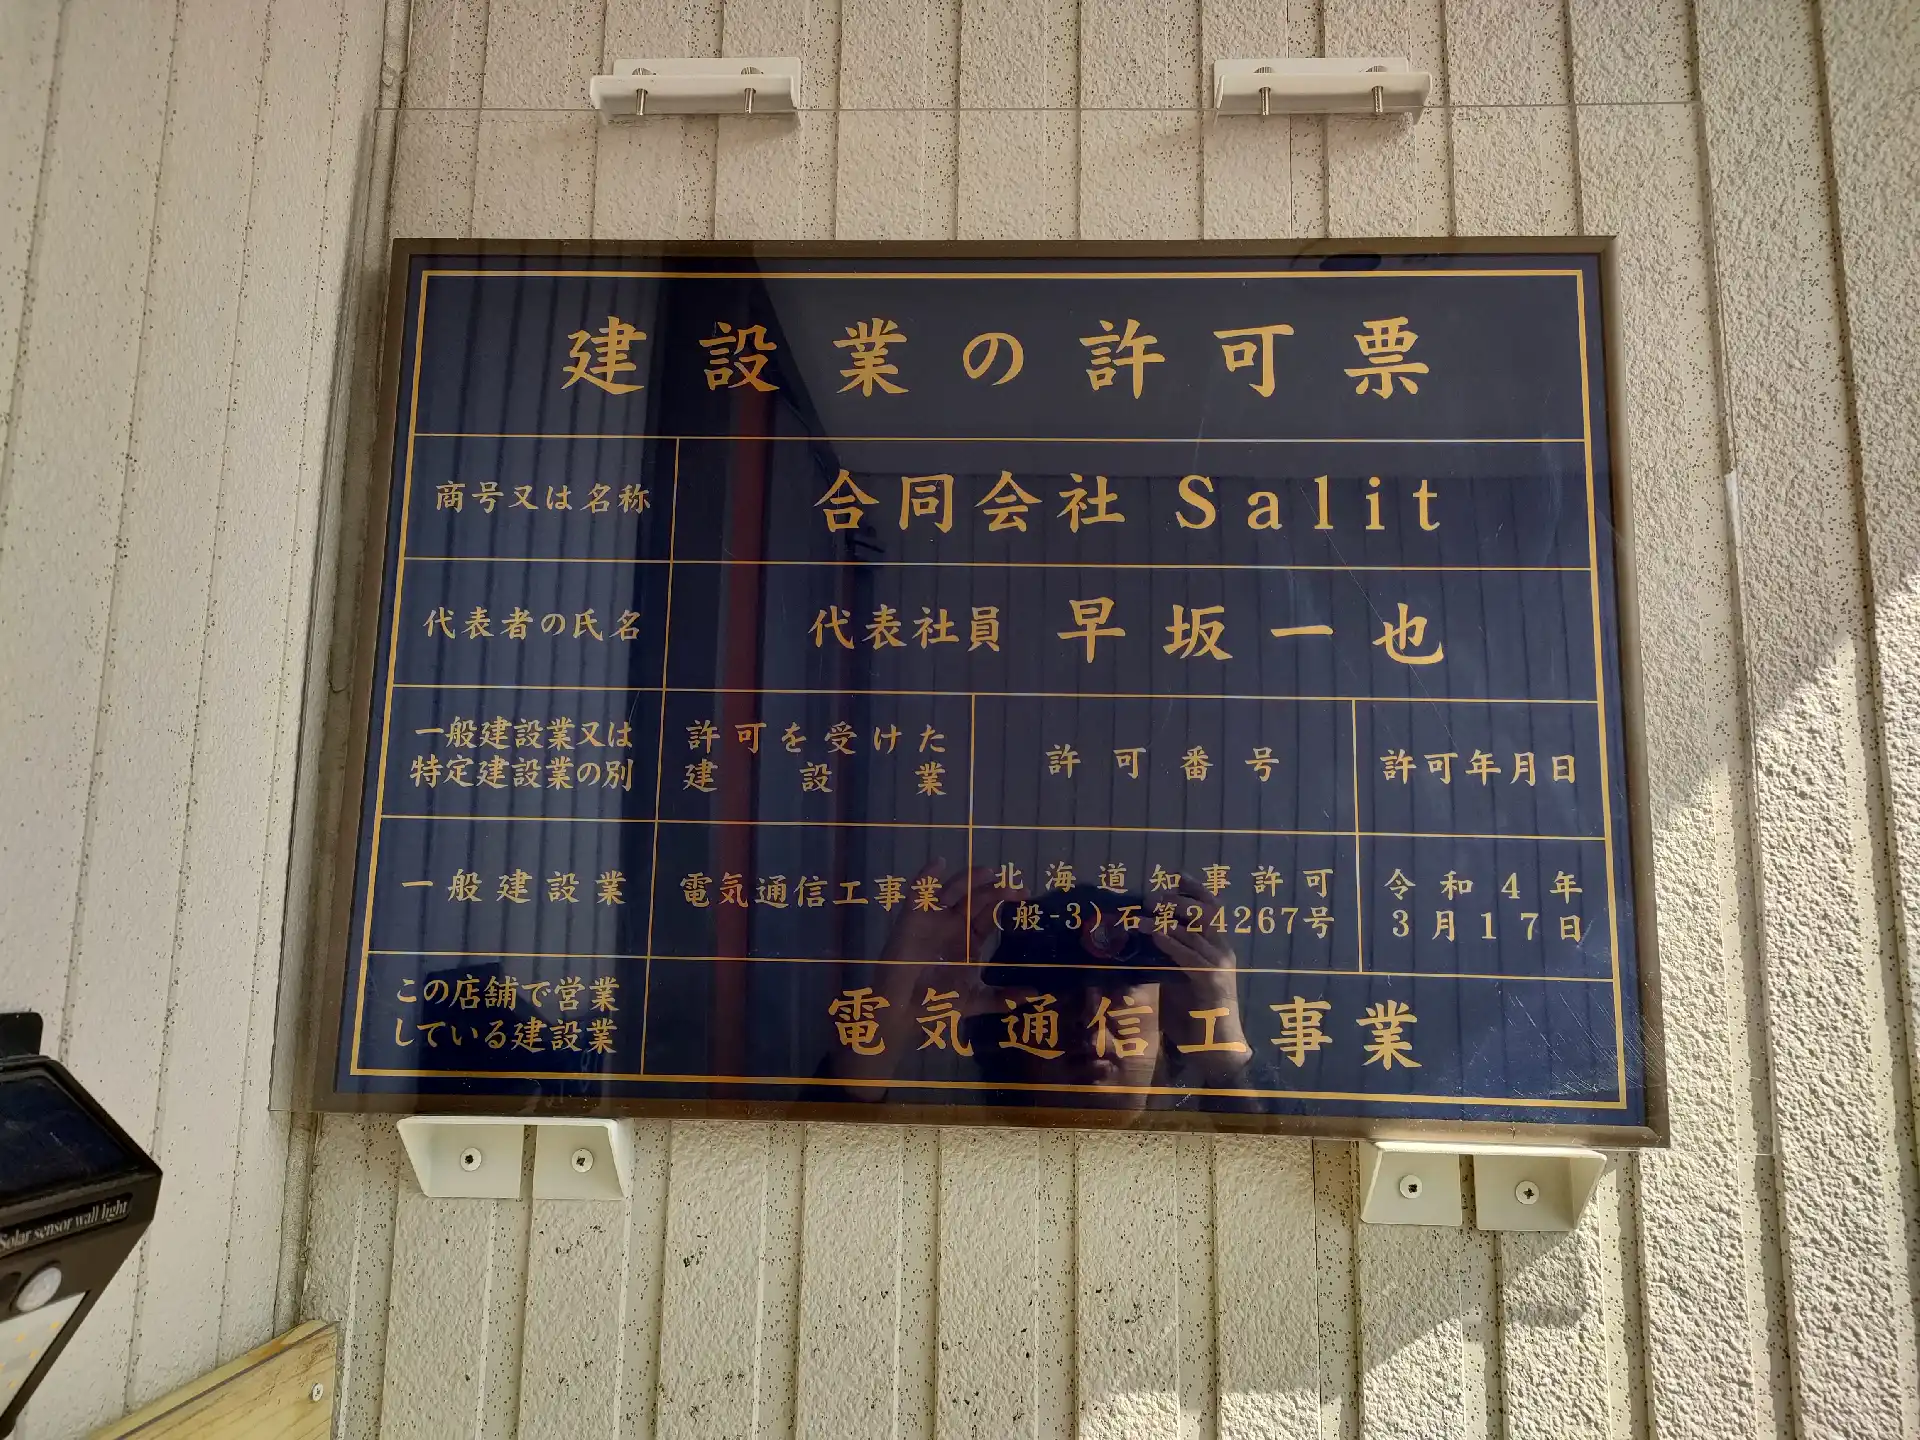 建設業の許可票
商号又は名称
合同会社 Salit
代表者の氏名
代表社員 早坂一也
一般建設業又は
特定建設業の別
許可を受けた
建設業
許可番号
許可年月日
一般建設業
電気通信工事業
北海道知事許可
(般-3)石第24267号
令和4年
3月17日
この店舗で営業
している建設業
電気通信工事業
Solar sensor wall light